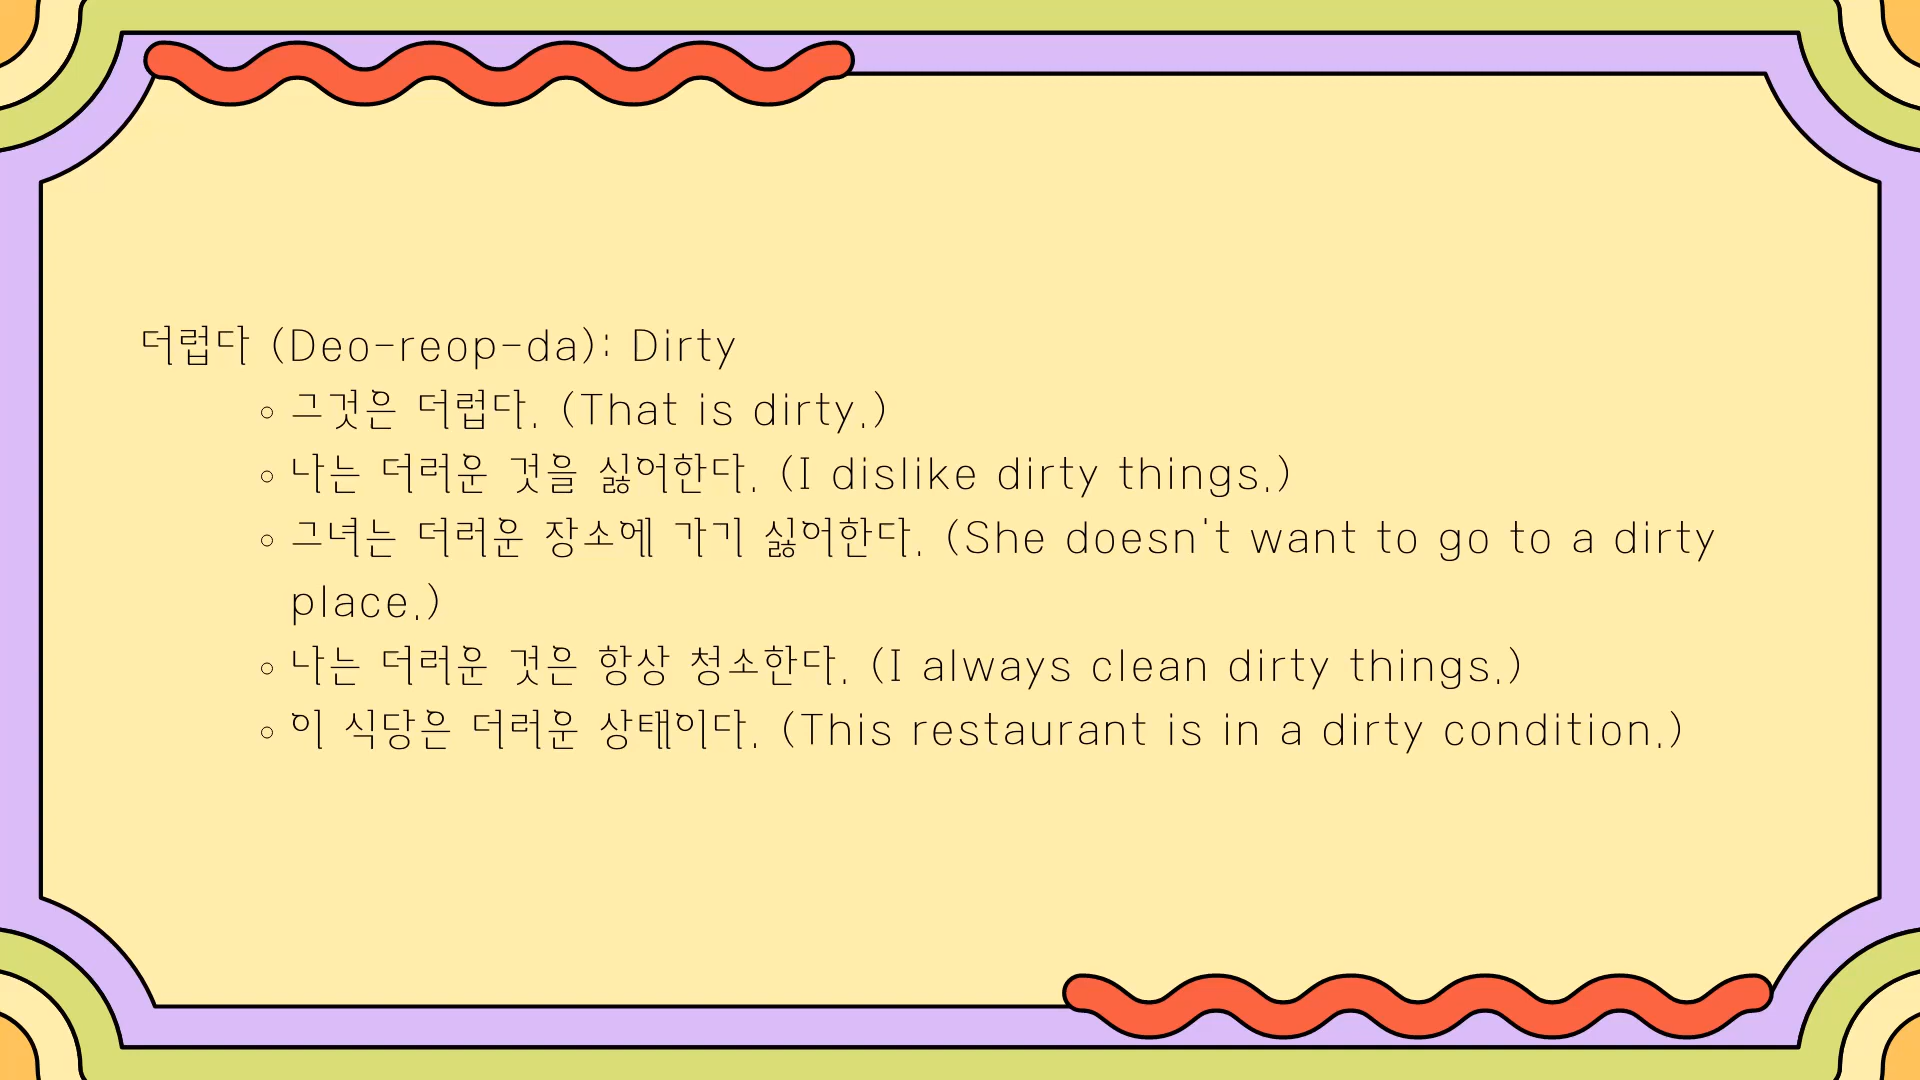 더럽다 (Deo-reop-da): Dirty
◦ 그것은 더럽다. (That is dirty.)
◦ 나는 더러운 것을 싫어한다. (I dislike dirty things.)
◦ 그녀는 더러운 장소에 가기 싫어한다. (She doesn't want to go to a dirty
place.)
◦ 나는 더러운 것은 항상 청소한다. (I always clean dirty things.)
◦ 이 식당은 더러운 상태이다. (This restaurant is in a dirty condition.)